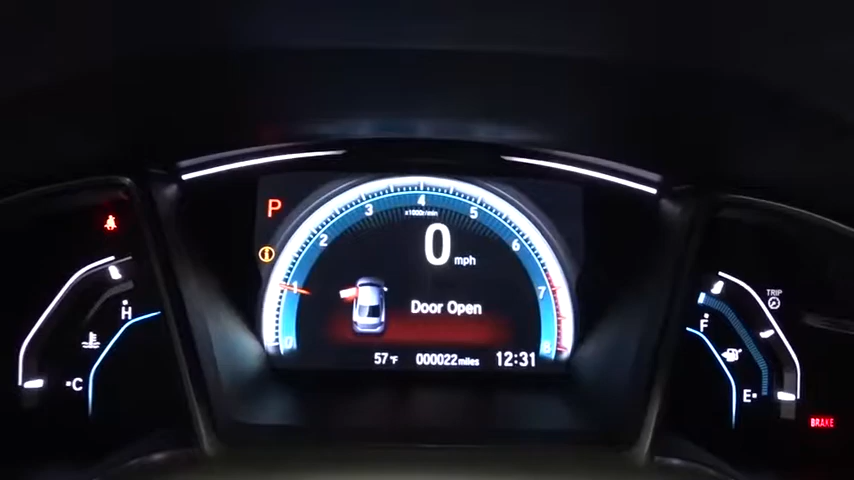 P
4
x1000r/min
3
5
2
6
0
mph
1
7
Door Open
0
8
57°F
000022 miles
12:31
H
C
TRIP
F
E
BRAKE